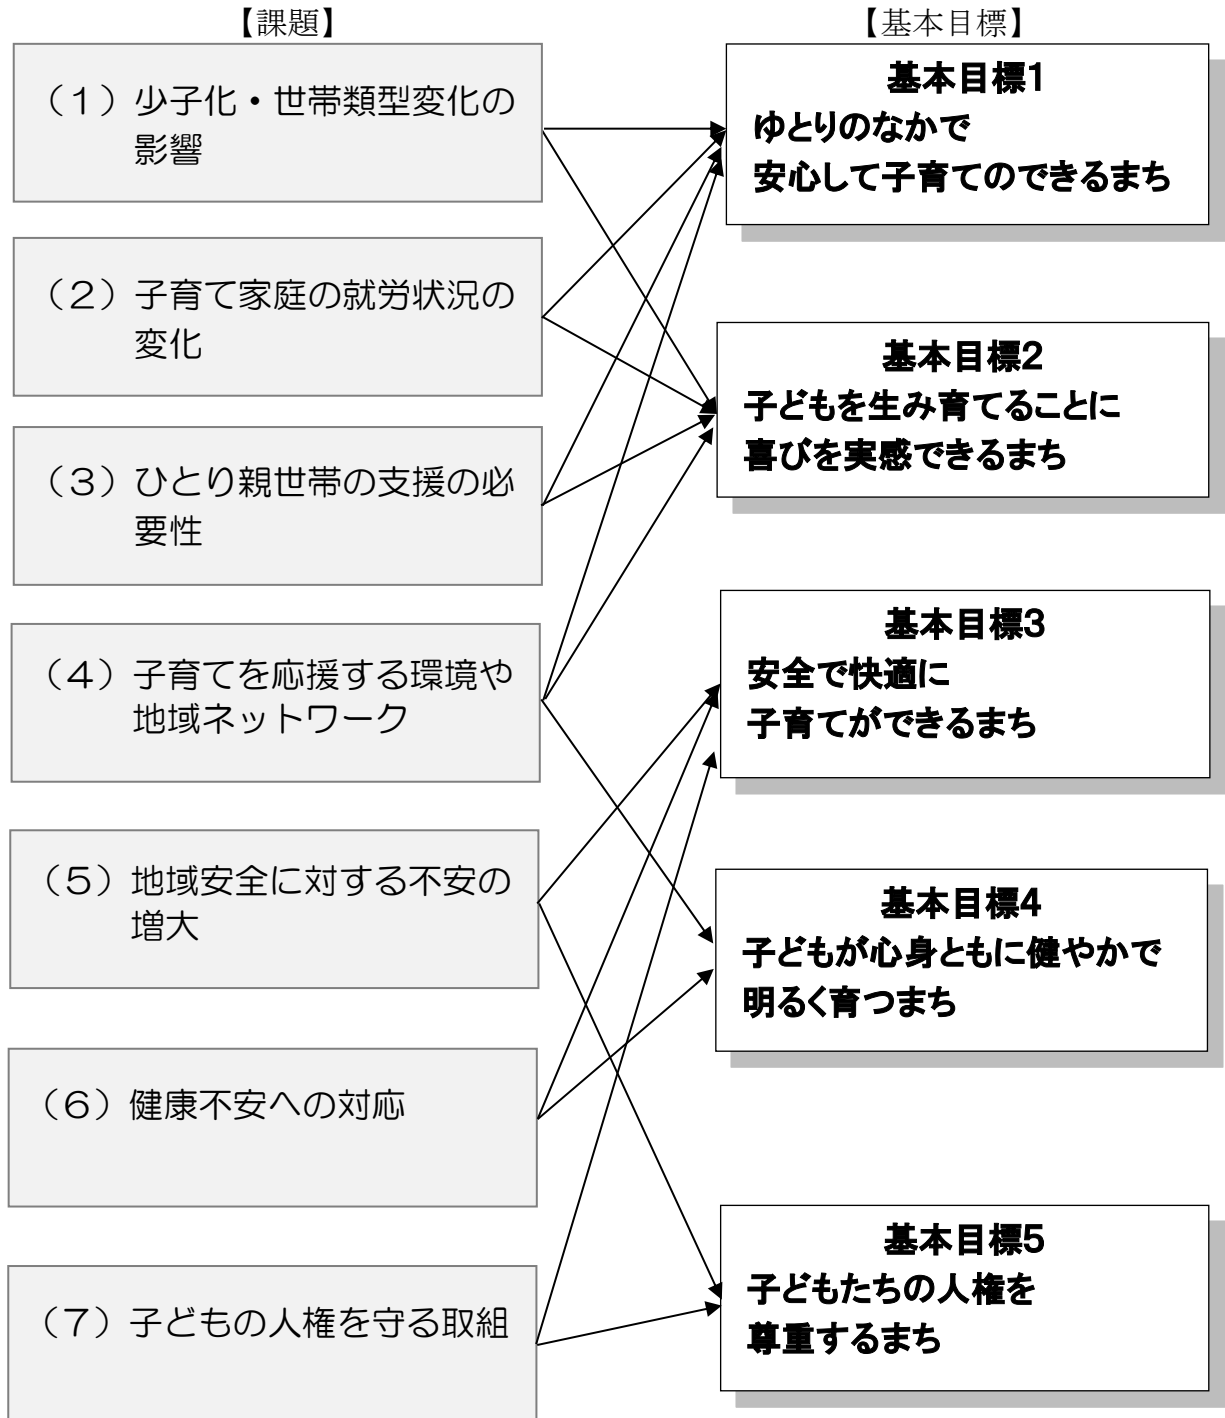 【課題】
（１）少子化・世帯類型変化の
影響
（２）子育て家庭の就労状況の
変化
（３）ひとり親世帯の支援の必
要性
（４）子育てを応援する環境や
地域ネットワーク
（５）地域安全に対する不安の
増大
（６）健康不安への対応
（７）子どもの人権を守る取組
【基本目標】
基本目標1
ゆとりのなかで
安心して子育てのできるまち
基本目標2
子どもを生み育てることに
喜びを実感できるまち
基本目標3
安全で快適に
子育てができるまち
基本目標4
子どもが心身ともに健やかで
明るく育つまち
基本目標5
子どもたちの人権を
尊重するまち